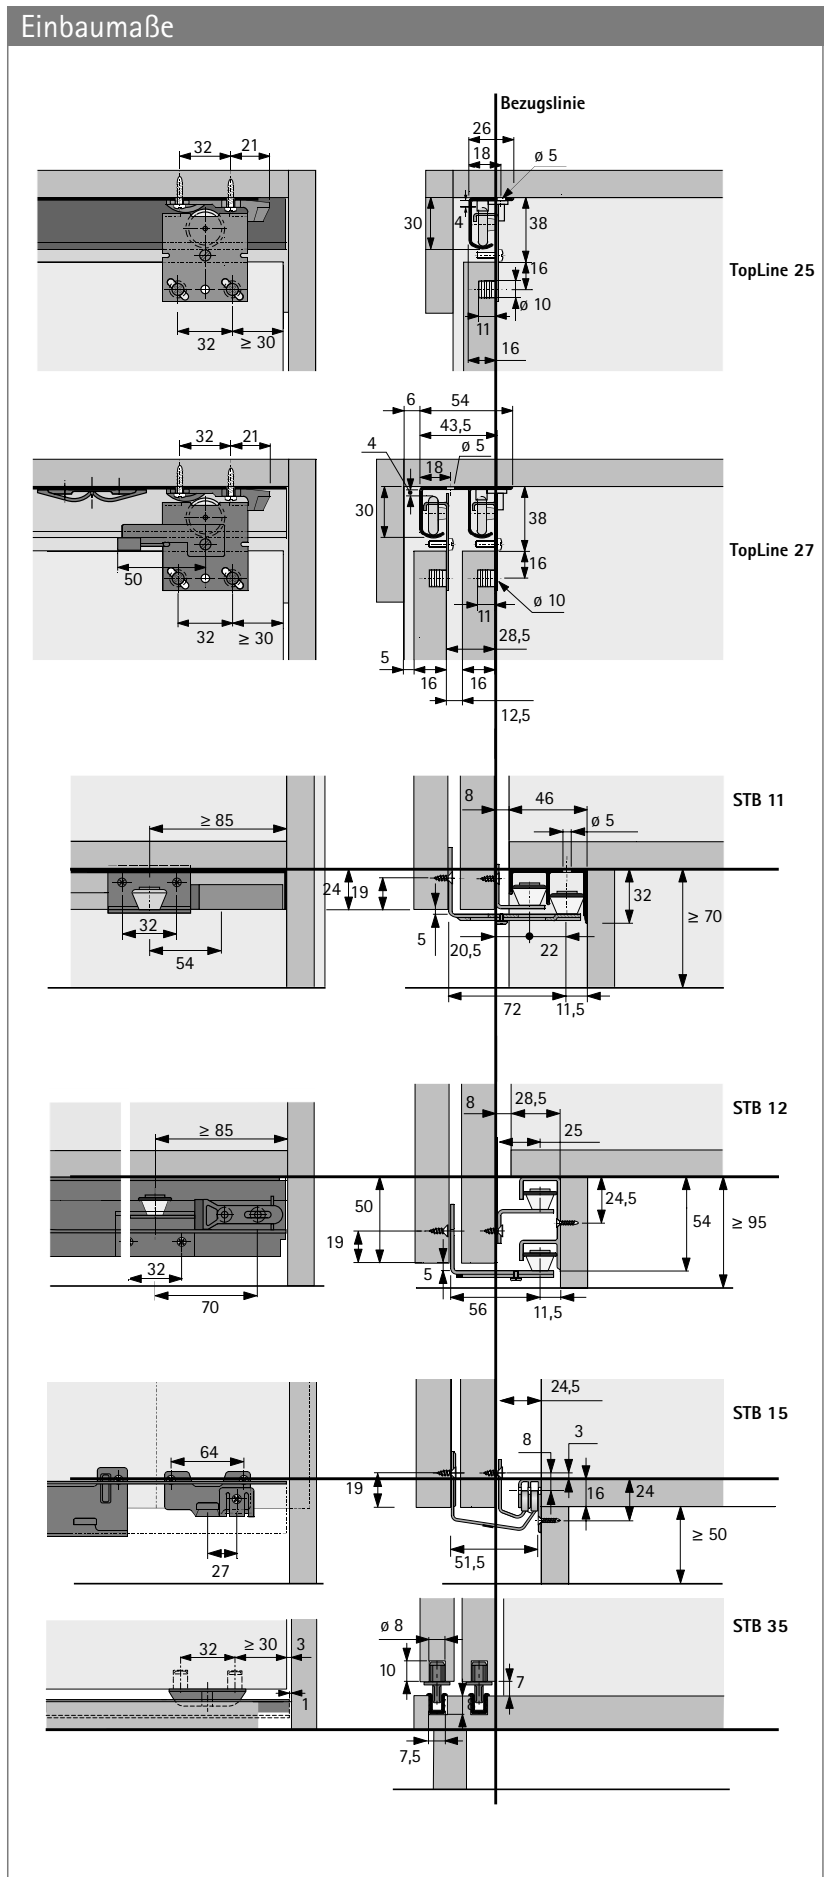 Einbaumaße
Bezugslinie
26
32 21 18 ø 5
30 4 38
16
TopLine 25
ø 10
11
32 ≥ 30 16
6 54
43,5
32 21 4 18 ø 5
30 38
TopLine 27
16
50
ø 10
11
32 ≥ 30
28,5
5 16 16
12,5
8 46 STB 11
≥ 85 ø 5
24 19 32
≥ 70
32
5
54 20,5 22
72 11,5
8 28,5 STB 12
≥ 85 25
50 24,5
54 ≥ 95
19
32 5
70 56 11,5
24,5
STB 15
64 8 3
19 16 24
≥ 50
51,5
27
ø 8 STB 35
32 ≥ 30 3
10 7
1
7,5